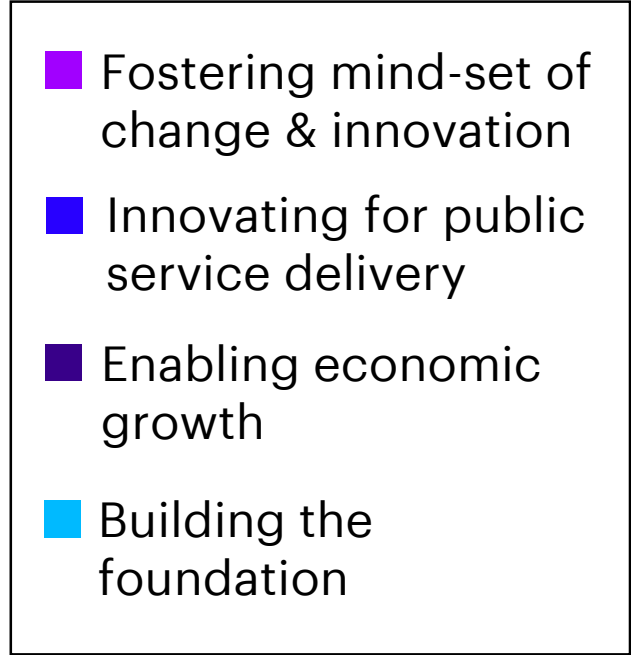 Fostering mind-set of
change & innovation
Innovating for public
service delivery
Enabling economic
growth
Building the
foundation